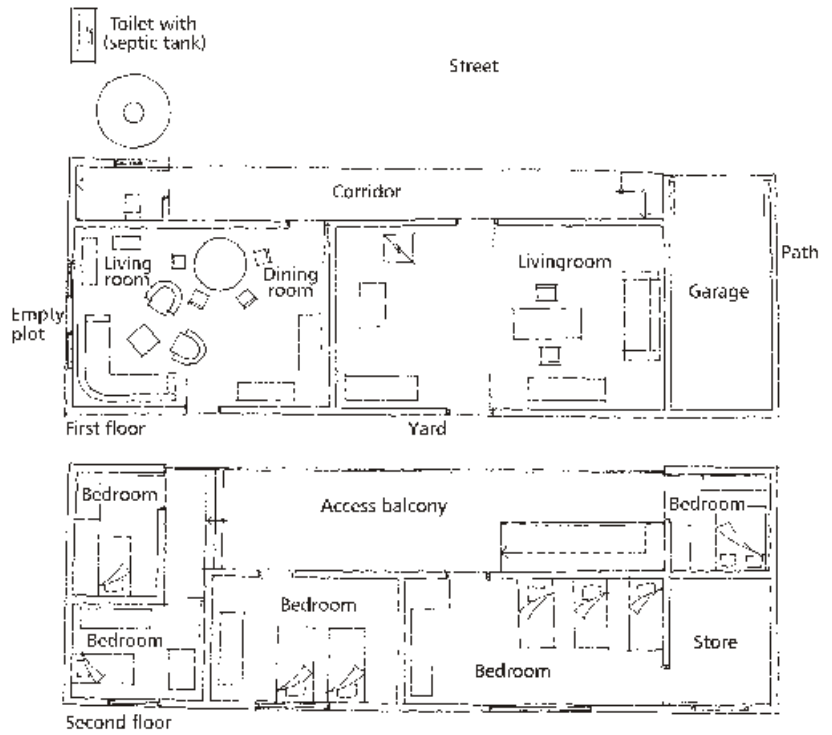 Toilet with
(septic tank)
Street
Corridor
Living
room
Dining
room
Livingroom
Garage
Path
Empty
plot
First floor
Yard
Bedroom
Access balcony
Bedroom
Bedroom
Bedroom
Bedroom
Store
Second floor